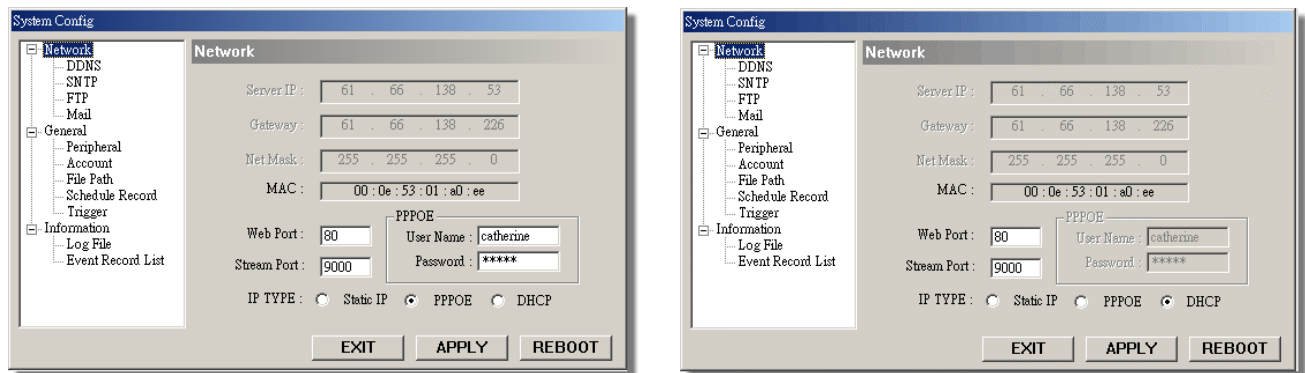 System Config
Network
DDNS
SNTP
FTP
Mail
General
Peripheral
Account
File Path
Schedule Record
Trigger
Information
Log File
Event Record List
Network
Server IP : 61 . 66 . 138 . 53
Gateway : 61 . 66 . 138 . 226
Net Mask : 255 . 255 . 255 . 0
MAC : 00 : 0e : 53 : 01 : a0 : ee
PPPOE
Web Port : 80 User Name : catherine
Stream Port : 9000 Password : *****
IP TYPE : Static IP PPPOE DHCP
EXIT APPLY REBOOT
System Config
Network
DDNS
SNTP
FTP
Mail
General
Peripheral
Account
File Path
Schedule Record
Trigger
Information
Log File
Event Record List
Network
Server IP : 61 . 66 . 138 . 53
Gateway : 61 . 66 . 138 . 226
Net Mask : 255 . 255 . 255 . 0
MAC : 00 : 0e : 53 : 01 : a0 : ee
PPPOE
Web Port : 80 User Name : catherine
Stream Port : 9000 Password : *****
IP TYPE : Static IP PPPOE DHCP
EXIT APPLY REBOOT